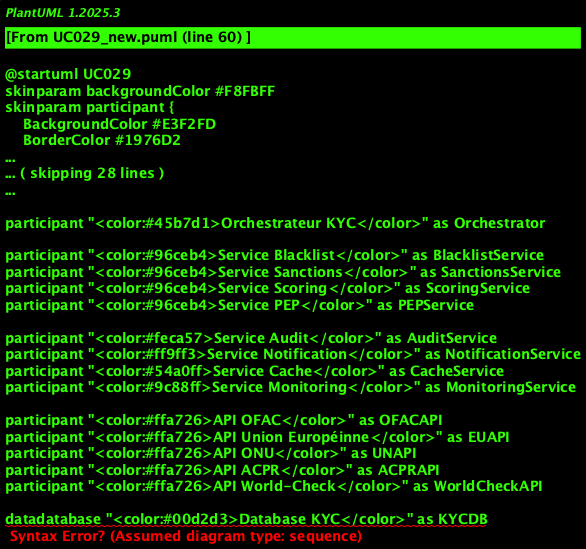 PlantUML 1.2025.3
[From UC029_new.puml (line 60) ]
@startuml UC029
skinparam backgroundColor #F8FBFF
skinparam participant {
BackgroundColor #E3F2FD
BorderColor #1976D2
...
... ( skipping 28 lines )
...
participant "<color:#45b7d1>Orchestrateur KYC</color>" as Orchestrator
participant "<color:#96ceb4>Service Blacklist</color>" as BlacklistService
participant "<color:#96ceb4>Service Sanctions</color>" as SanctionsService
participant "<color:#96ceb4>Service Scoring</color>" as ScoringService
participant "<color:#96ceb4>Service PEP</color>" as PEPService
participant "<color:#feca57>Service Audit</color>" as AuditService
participant "<color:#ff9ff3>Service Notification</color>" as NotificationService
participant "<color:#54a0ff>Service Cache</color>" as CacheService
participant "<color:#9c88ff>Service Monitoring</color>" as MonitoringService
participant "<color:#ffa726>API OFAC</color>" as OFACAPI
participant "<color:#ffa726>API Union Européinne</color>" as EUAPI
participant "<color:#ffa726>API ONU</color>" as UNAPI
participant "<color:#ffa726>API ACPR</color>" as ACPRAPI
participant "<color:#ffa726>API World-Check</color>" as WorldCheckAPI
datadatabase "<color:#00d2d3>Database KYC</color>" as KYCDB
Syntax Error? (Assumed diagram type: sequence)